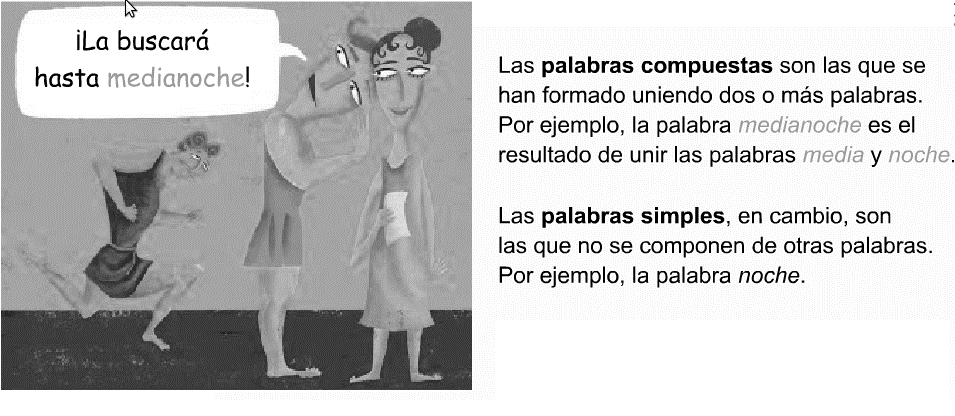 ¡La buscará
hasta medianoche!
Las palabras compuestas son las que se
han formado uniendo dos o más palabras.
Por ejemplo, la palabra medianoche es el
resultado de unir las palabras media y noche.
Las palabras simples, en cambio, son
las que no se componen de otras palabras.
Por ejemplo, la palabra noche.